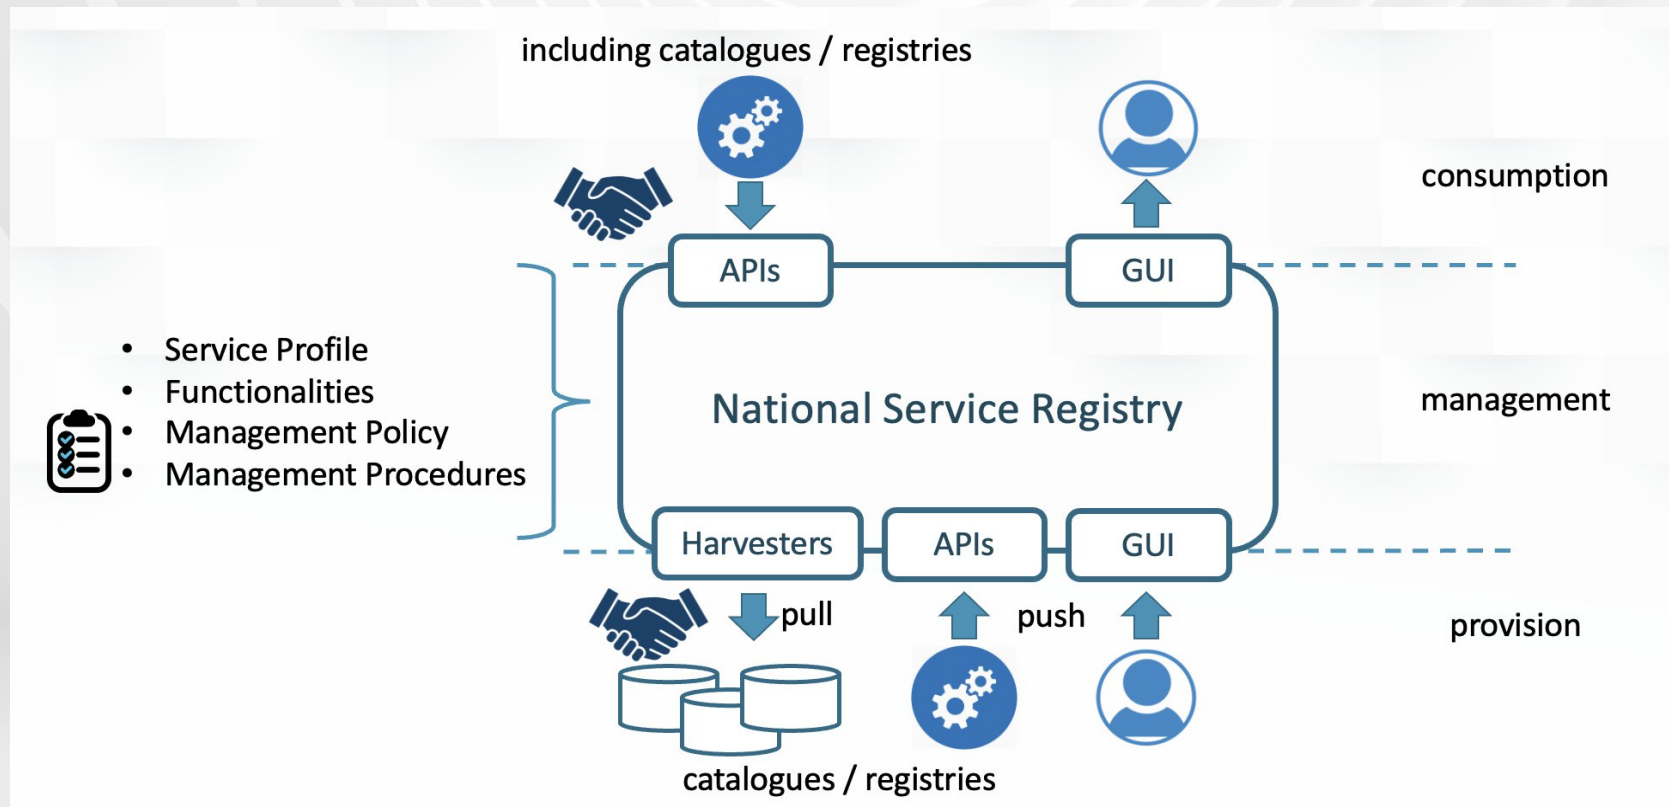 including catalogues / registries
consumption
APIs
GUI
• Service Profile
• Functionalities
• Management Policy
• Management Procedures
National Service Registry
management
Harvesters
APIs
GUI
pull
push
provision
catalogues / registries